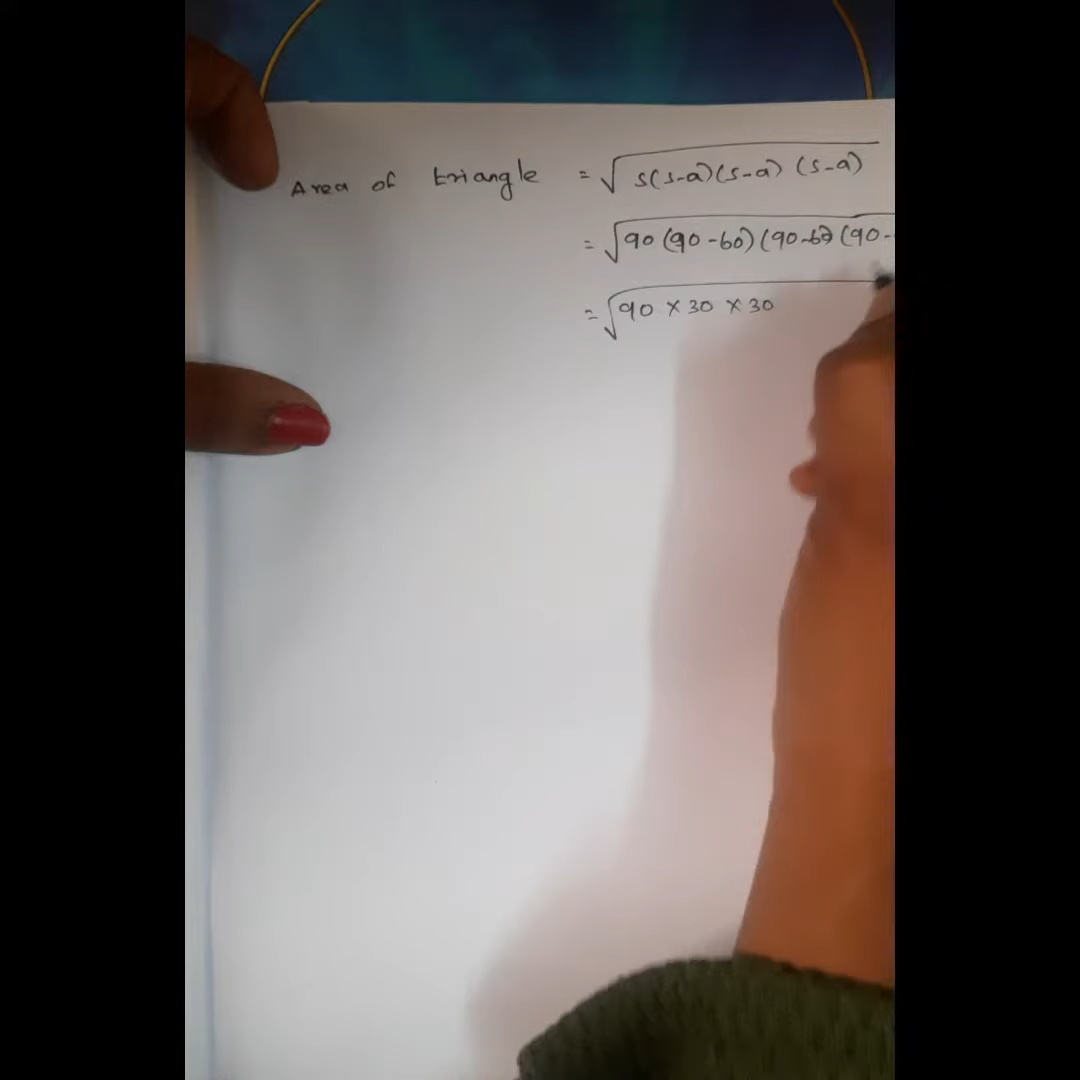 Area of triangle = √s(s-a)(s-a) (s-a)
= √90 (90-60) (90-60) (90-
= √90 × 30 × 30